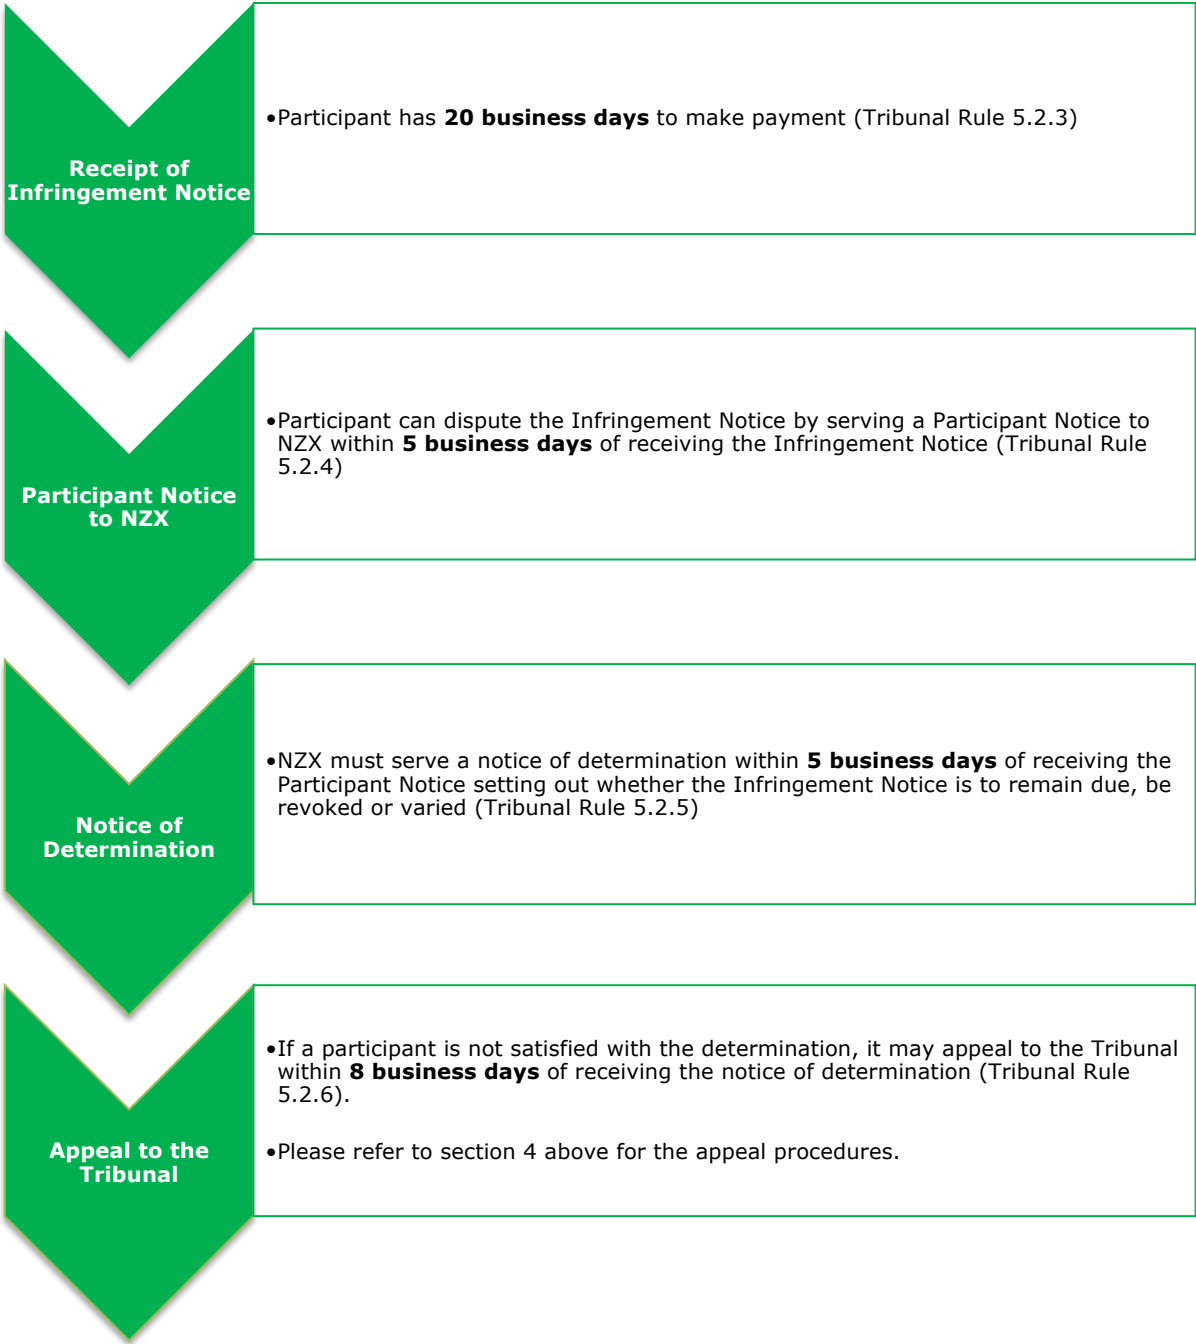 Receipt of
Infringement Notice
•Participant has 20 business days to make payment (Tribunal Rule 5.2.3)
Participant Notice
to NZX
•Participant can dispute the Infringement Notice by serving a Participant Notice to
NZX within 5 business days of receiving the Infringement Notice (Tribunal Rule
5.2.4)
Notice of
Determination
•NZX must serve a notice of determination within 5 business days of receiving the
Participant Notice setting out whether the Infringement Notice is to remain due, be
revoked or varied (Tribunal Rule 5.2.5)
Appeal to the
Tribunal
•If a participant is not satisfied with the determination, it may appeal to the Tribunal
within 8 business days of receiving the notice of determination (Tribunal Rule
5.2.6).
•Please refer to section 4 above for the appeal procedures.